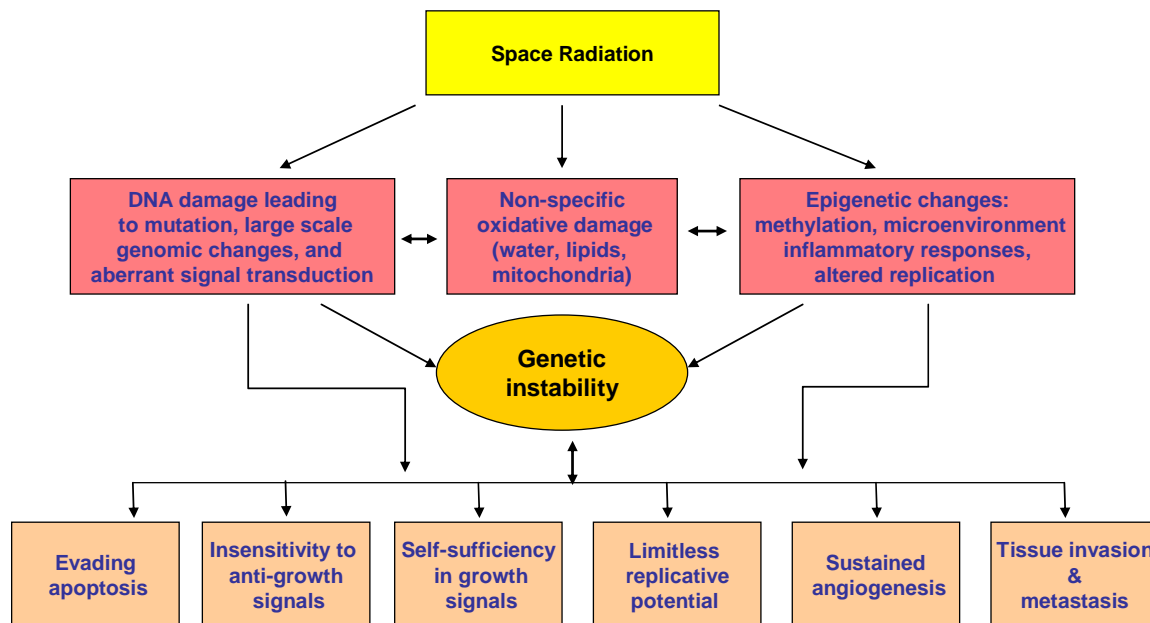 Space Radiation
DNA damage leading
to mutation, large scale
genomic changes, and
aberrant signal transduction
Non-specific
oxidative damage
(water, lipids,
mitochondria)
Epigenetic changes:
methylation, microenvironment
inflammatory responses,
altered replication
Genetic
instability
Evading
apoptosis
Insensitivity to
anti-growth
signals
Self-sufficiency
in growth
signals
Limitless
replicative
potential
Sustained
angiogenesis
Tissue invasion
&
metastasis